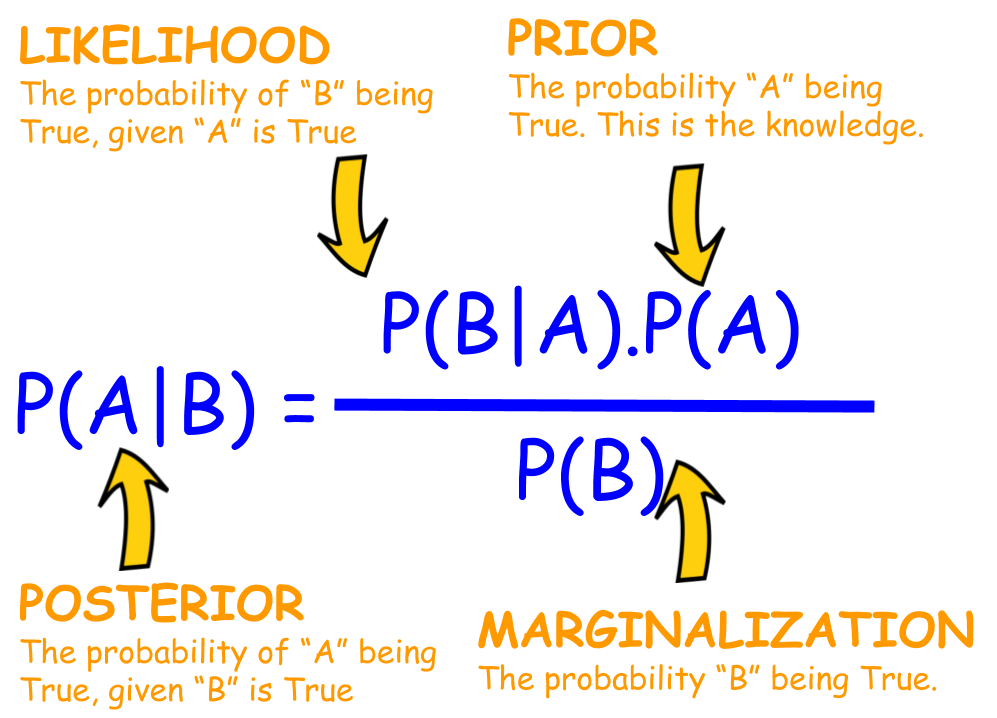 LIKELIHOOD
The probability of “B” being
True, given “A” is True
PRIOR
The probability “A” being
True. This is the knowledge.
P(B|A).P(A)
P(A|B) =
P(B)
POSTERIOR
The probability of “A” being
True, given “B” is True
MARGINALIZATION
The probability “B” being True.